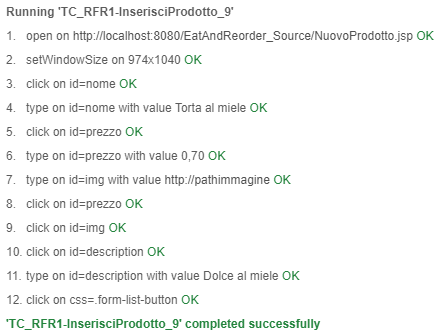 Running 'TC_RFR1-InserisciProdotto_9'
1. open on http://localhost:8080/EatAndReorder_Source/NuovoProdotto.jsp OK
2. setWindowSize on 974x1040 OK
3. click on id=nome OK
4. type on id=nome with value Torta al miele OK
5. click on id=prezzo OK
6. type on id=prezzo with value 0,70 OK
7. type on id=img with value http://pathimmagine OK
8. click on id=prezzo OK
9. click on id=img OK
10. click on id=description OK
11. type on id=description with value Dolce al miele OK
12. click on css=.form-list-button OK
'TC_RFR1-InserisciProdotto_9' completed successfully